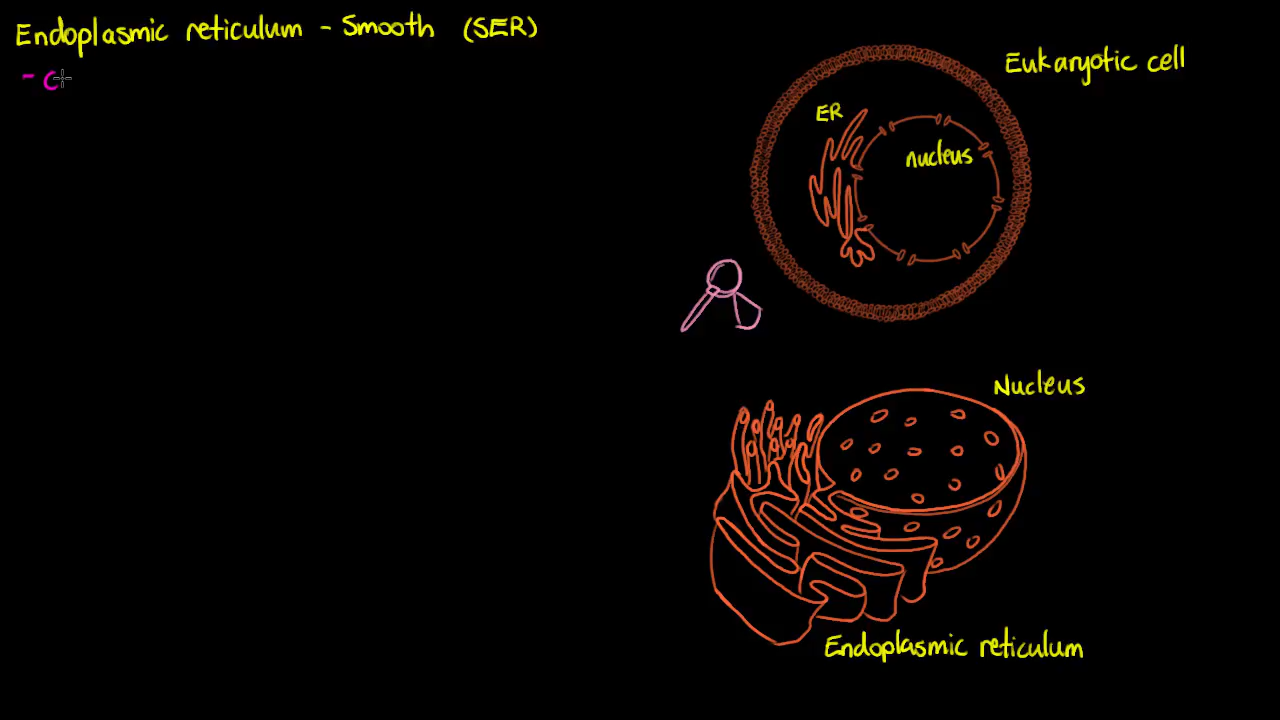 Endoplasmic reticulum - Smooth (SER)
- c
Eukaryotic cell
ER
nucleus
Nucleus
Endoplasmic reticulum